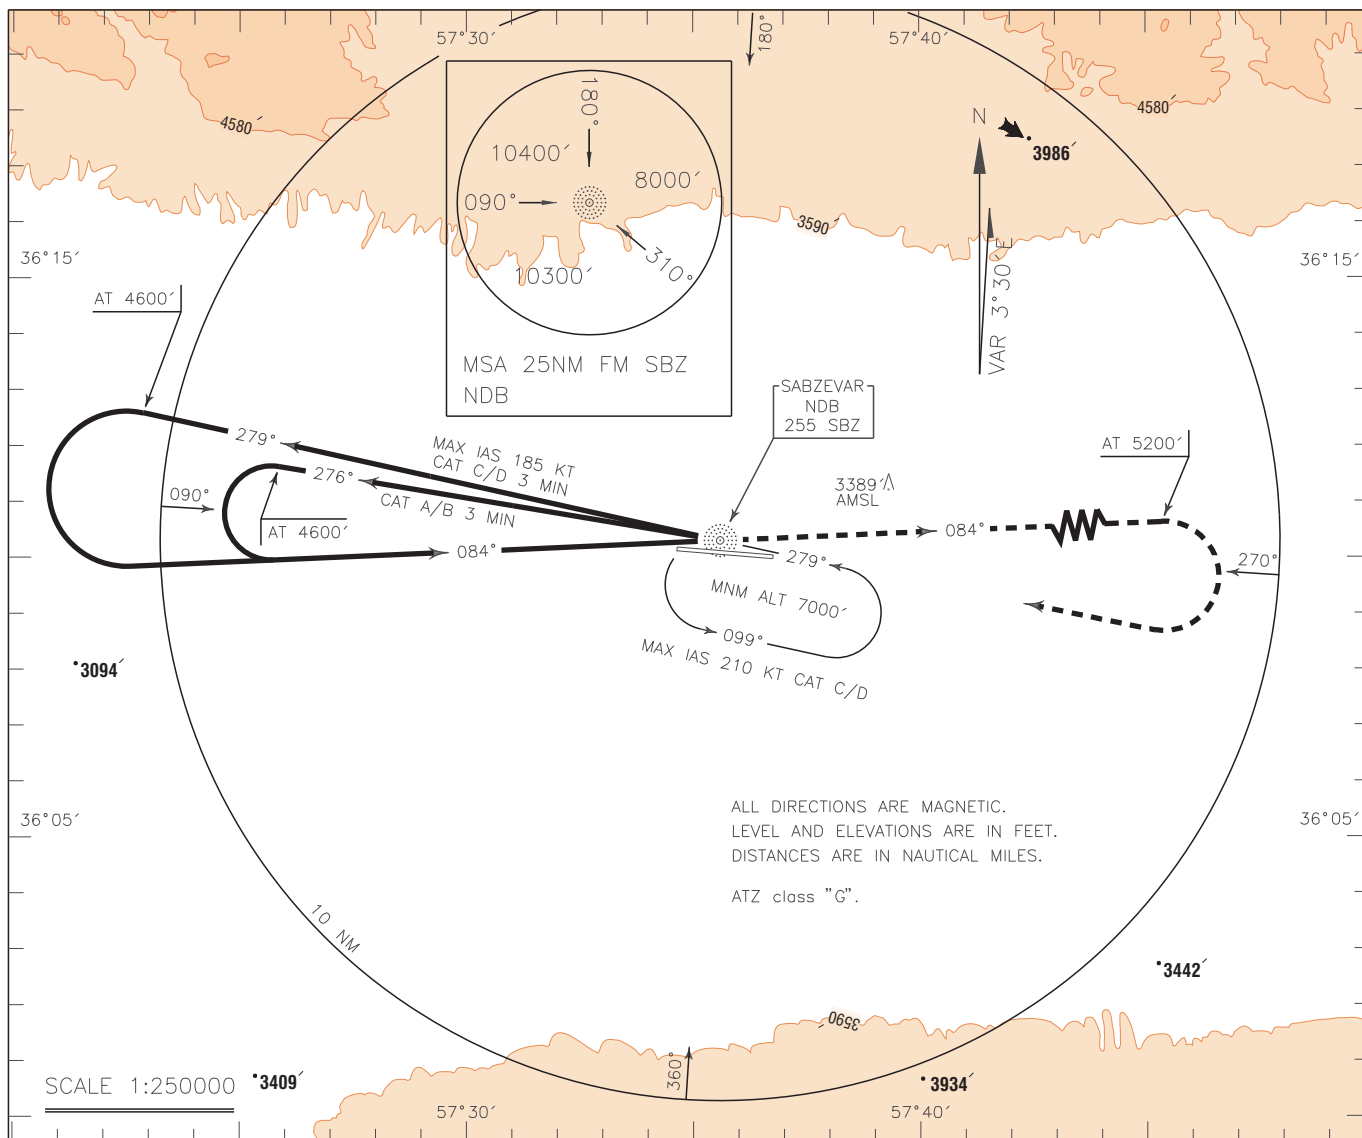 57°30´
57°40´
180°
4580´
4580´
N
3986´
180°
10400´
8000´
090°
310°
10300´
MSA 25NM FM SBZ
NDB
3590´
VAR 3°30´E
36°15´
36°15´
AT 4600´
SABZEVAR
NDB
255 SBZ
279°
MAX IAS 185 KT
CAT C/D 3 MIN
276°
CAT A/B 3 MIN
090°
AT 4600´
084°
3389´
AMSL
084°
AT 5200´
270°
279°
MNM ALT 7000´
099°
MAX IAS 210 KT CAT C/D
3094´
ALL DIRECTIONS ARE MAGNETIC.
LEVEL AND ELEVATIONS ARE IN FEET.
DISTANCES ARE IN NAUTICAL MILES.
ATZ class ”G”.
36°05´
36°05´
10 NM
3442´
3590´
360°
SCALE 1:250000
3409´
3934´
57°30´
57°40´